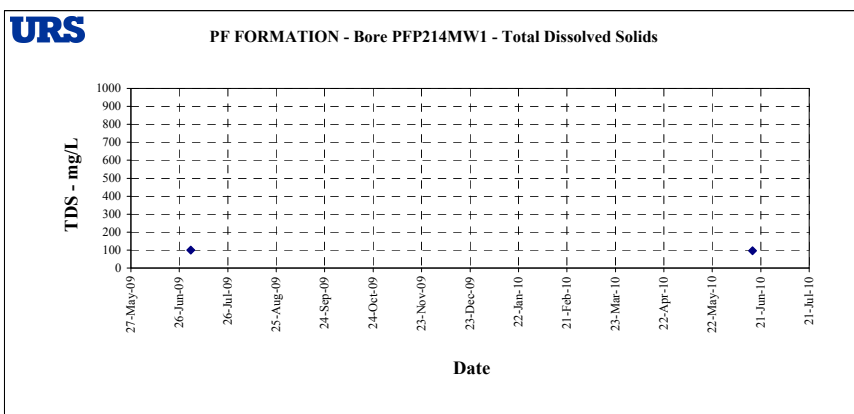 URS
PF FORMATION - Bore PFP214MW1 - Total Dissolved Solids
1000
900
800
700
600
500
400
300
200
100
0
TDS - mg/L
27-May-09
26-Jun-09
26-Jul-09
25-Aug-09
24-Sep-09
24-Oct-09
23-Nov-09
23-Dec-09
22-Jan-10
21-Feb-10
23-Mar-10
22-Apr-10
22-May-10
21-Jun-10
21-Jul-10
Date